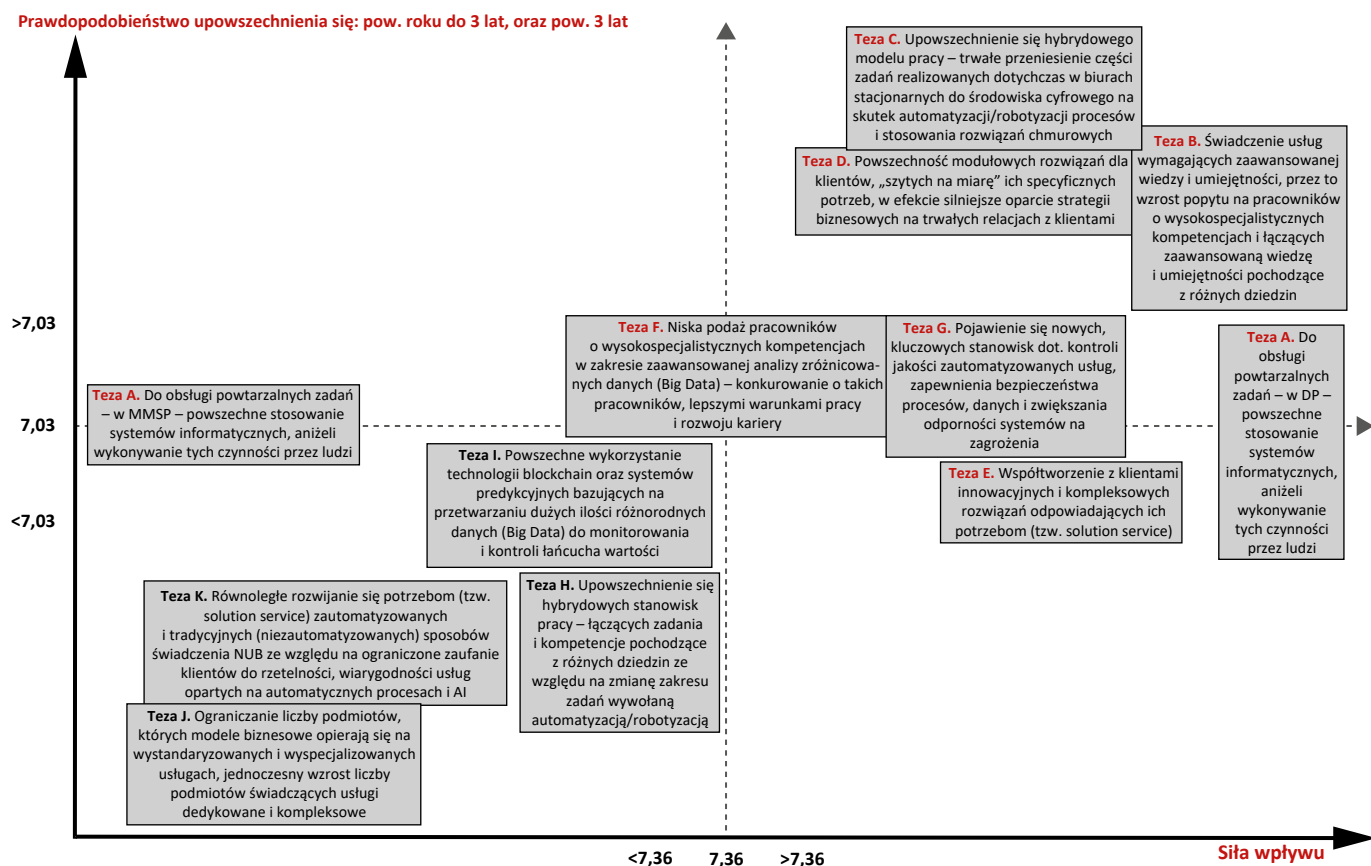 Prawdopodobieństwo upowszechnienia się: pow. roku do 3 lat, oraz pow. 3 lat
Teza C. Upowszechnienie się hybrydowego
modelu pracy – trwałe przeniesienie części
zadań realizowanych dotychczas w biurach
stacjonarnych do środowiska cyfrowego na
skutek automatyzacji/robotyzacji procesów
i stosowania rozwiązań chmurowych
Teza B. Świadczenie usług
wymagających zaawansowanej
wiedzy i umiejętności, przez to
wzrost popytu na pracowników
o wysokospecjalistycznych
kompetencjach i łączących
zaawansowaną wiedzę
i umiejętności pochodzące
z różnych dziedzin
Teza D. Powszechność modułowych rozwiązań dla
klientów, „szytych na miarę” ich specyficznych
potrzeb, w efekcie silniejsze oparcie strategii
biznesowych na trwałych relacjach z klientami
>7,03
Teza F. Niska podaż pracowników
o wysokospecjalistycznych kompetencjach
w zakresie zaawansowanej analizy zróżnicowa-
nych danych (Big Data) – konkurowanie o takich
pracowników, lepszymi warunkami pracy
i rozwoju kariery
Teza G. Pojawienie się nowych,
kluczowych stanowisk dot. kontroli
jakości zautomatyzowanych usług,
zapewnienia bezpieczeństwa
procesów, danych i zwiększania
odporności systemów na
zagrożenia
Teza A. Do
obsługi
powtarzalnych
zadań – w DP –
powszechne
stosowanie
systemów
informatycznych,
aniżeli
wykonywanie
tych czynności
przez ludzi
Teza A. Do obsługi powtarzalnych zadań
– w MMSP – powszechne stosowanie
systemów informatycznych, aniżeli
wykonywanie tych czynności przez ludzi
7,03
Teza I. Powszechne wykorzystanie
technologii blockchain oraz systemów
predykcyjnych bazujących na
przetwarzaniu dużych ilości różnorodnych
danych (Big Data) do monitorowania
i kontroli łańcucha wartości
Teza E. Współtworzenie z klientami
innowacyjnych i kompleksowych
rozwiązań odpowiadających ich
potrzebom (tzw. solution service)
<7,03
Teza K. Równoległe rozwijanie się potrzebom (tzw.
solution service) zautomatyzowanych
i tradycyjnych (niezautomatyzowanych) sposobów
świadczenia NUB ze względu na ograniczone zaufanie
klientów do rzetelności, wiarygodności usług
opartych na automatycznych procesach i AI
Teza H. Upowszechnienie się
hybrydowych stanowisk
pracy – łączących zadania
i kompetencje pochodzące
z różnych dziedzin ze
względu na zmianę zakresu
zadań wywołaną
automatyzacją/robotyzacją
Teza J. Ograniczanie liczby podmiotów,
których modele biznesowe opierają się na
wystandaryzowanych i wyspecjalizowanych
usługach, jednoczesny wzrost liczby
podmiotów świadczących usługi
dedykowane i kompleksowe
<7,36 7,36 >7,36
Siła wpływu